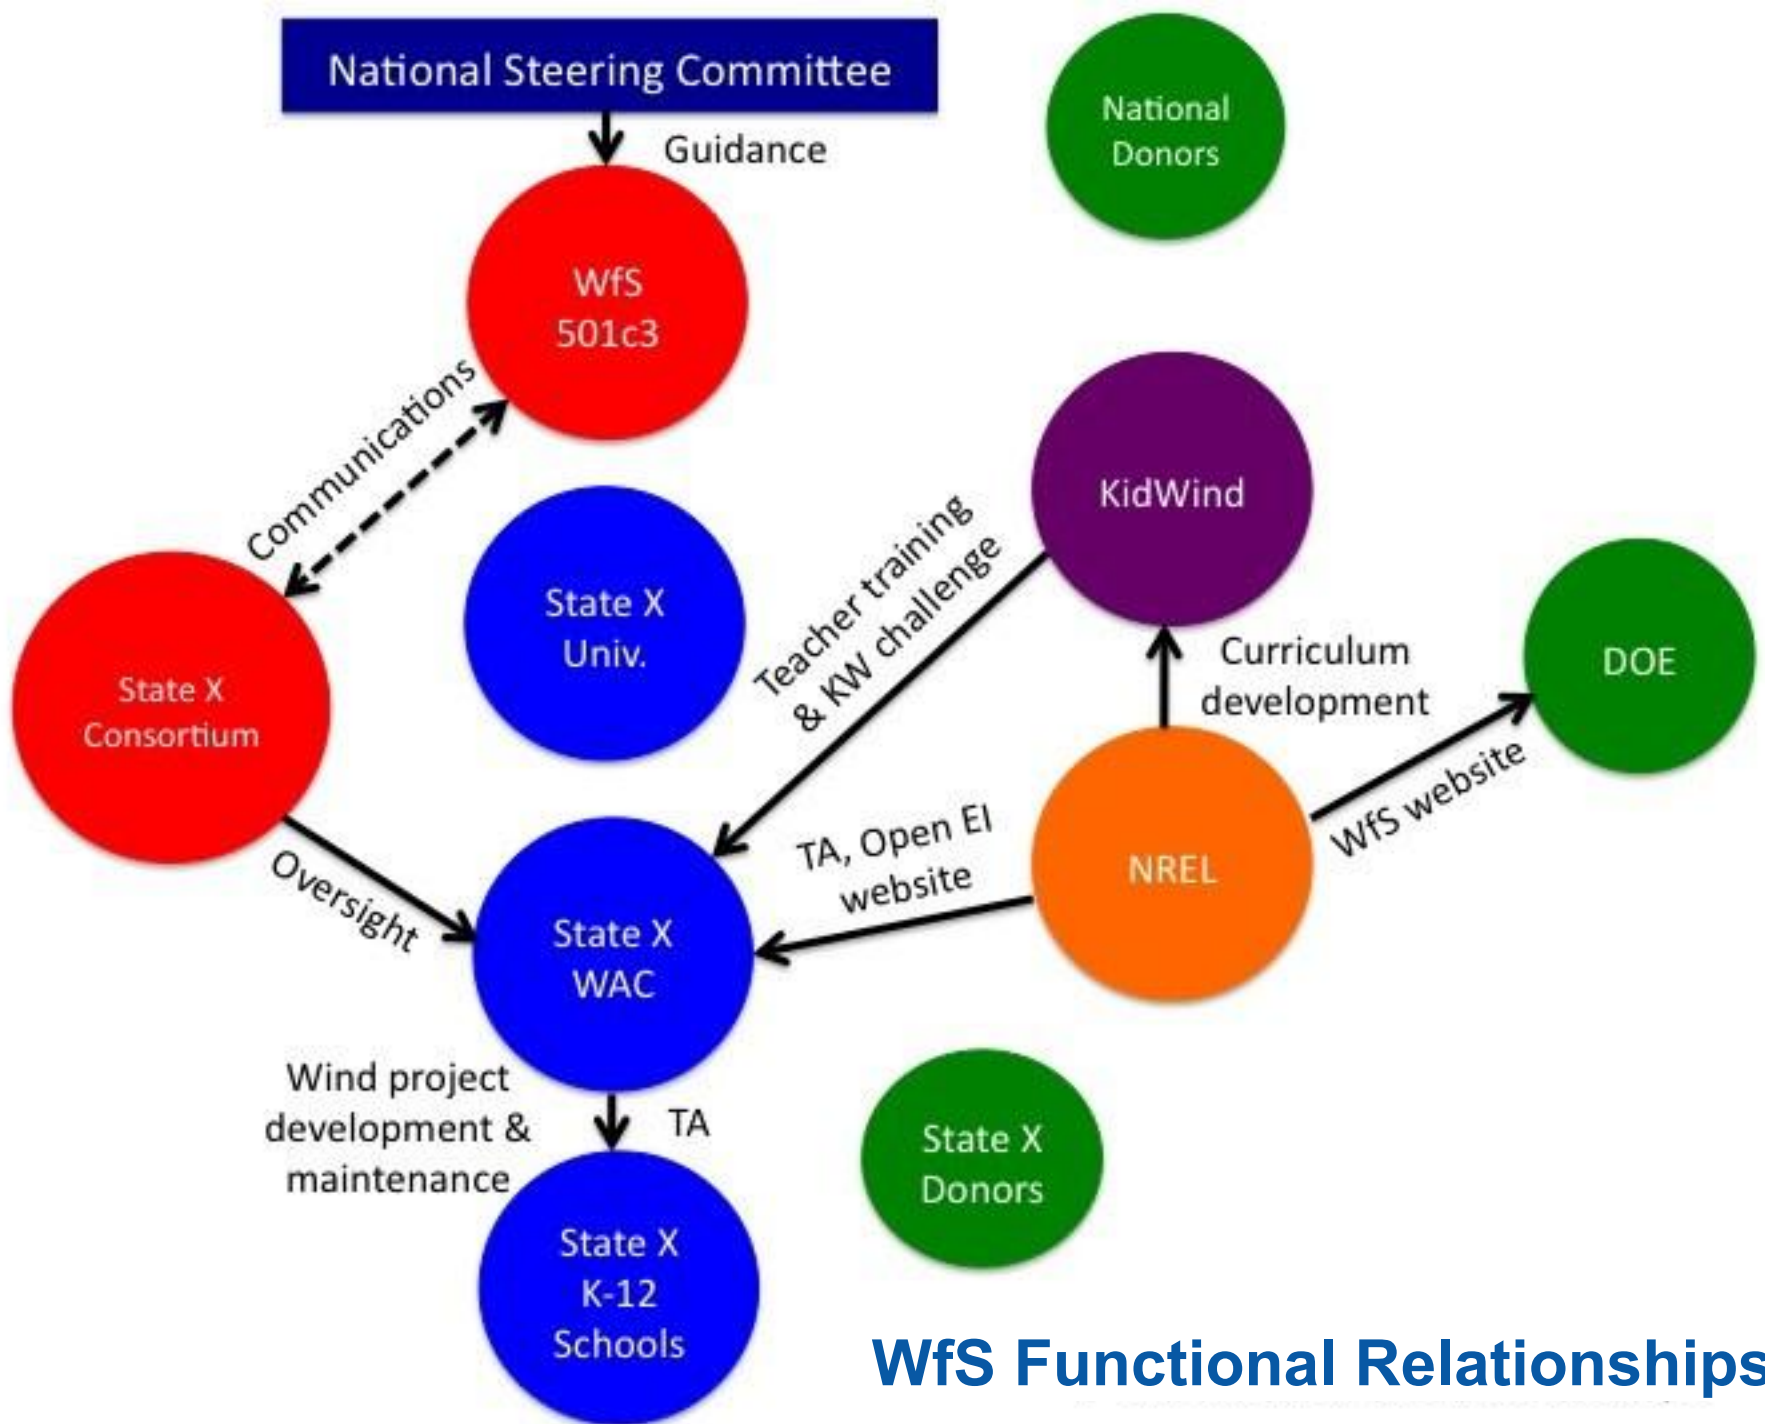 National Steering Committee
Guidance
National
Donors
WfS
501c3
Communications
KidWind
State X
Univ.
Teacher training
& KW challenge
DOE
State X
Consortium
Curriculum
development
WfS website
Oversight
TA, Open EI
website
NREL
State X
WAC
Wind project
development &
maintenance
TA
State X
Donors
State X
K-12
Schools
WfS Functional Relationships